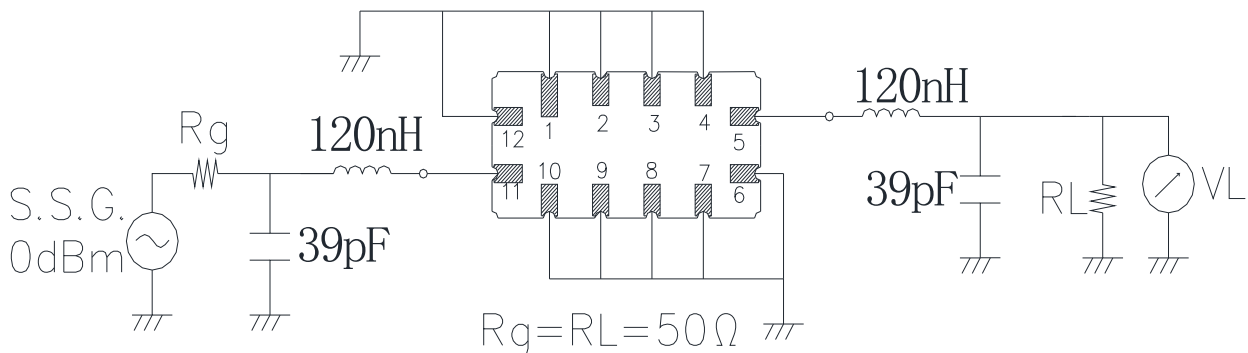 120nH
Rg
120nH
12 1 2 3 4 5
11 10 9 8 7 6
S.S.G.
0dBm
39pF
39pF
RL
VL
Rg=RL=50Ω